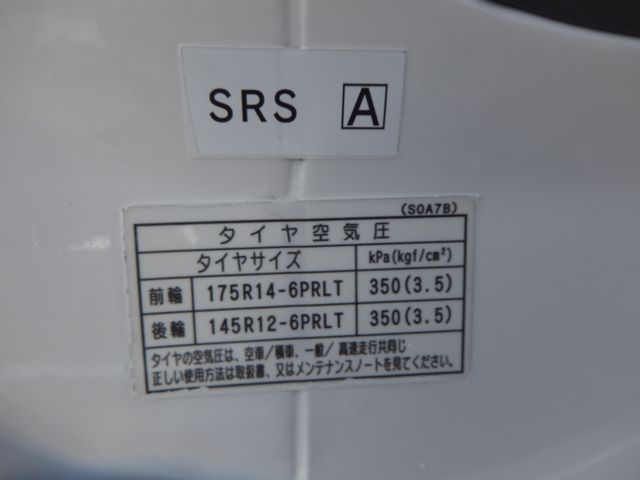 SRS A
(S0A7B)
タイヤ空気圧
タイヤサイズ kPa(kgf/cm²)
前輪 175R14-6PRLT 350(3.5)
後輪 145R12-6PRLT 350(3.5)
タイヤの空気圧は、空車/積車、一般/高速走行共同じ
正しい使用方法は取扱書、又はメンテナンスノートを見てください。